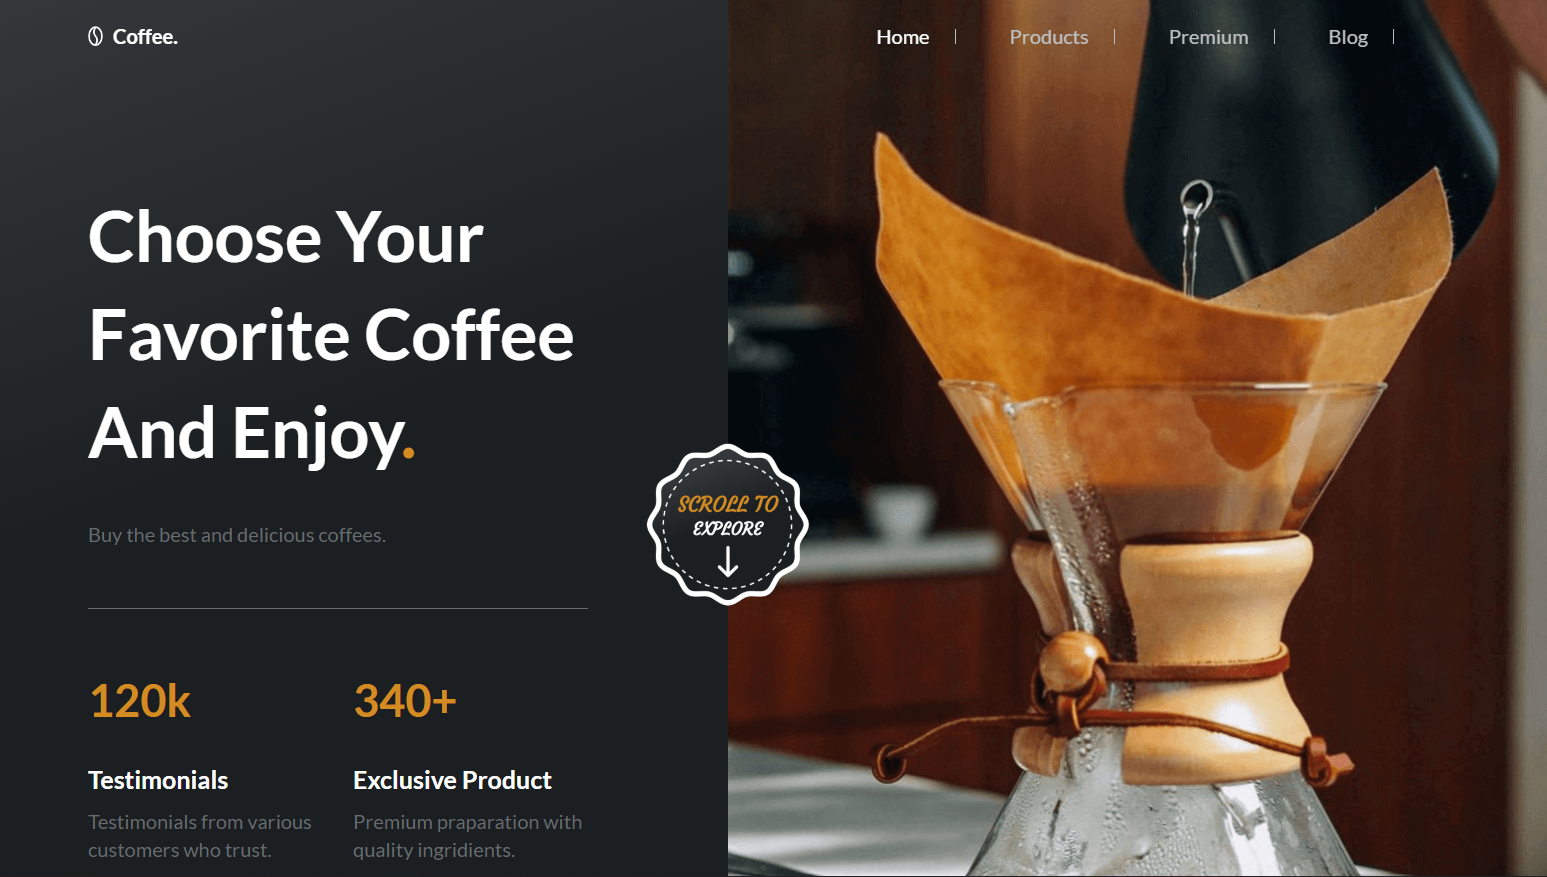 Coffee.
Home
Products
Premium
Blog
Choose Your
Favorite Coffee
And Enjoy.
Buy the best and delicious coffees.
SCROLL TO
EXPLORE
120k
340+
Testimonials
Exclusive Product
Testimonials from various
customers who trust.
Premium praparation with
quality ingridients.